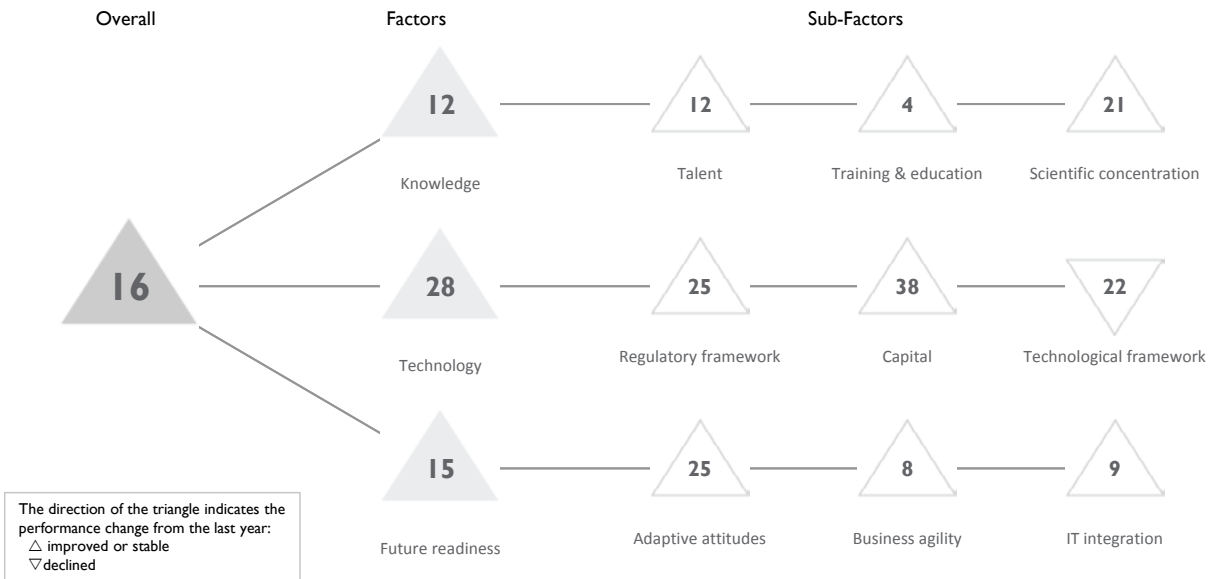 Overall
Factors
Sub-Factors
12
12
4
21
Knowledge
Talent
Training & education
Scientific concentration
16
28
25
38
22
Technology
Regulatory framework
Capital
Technological framework
15
25
8
9
Future readiness
Adaptive attitudes
Business agility
IT integration
The direction of the triangle indicates the
performance change from the last year:
△ improved or stable
▽declined